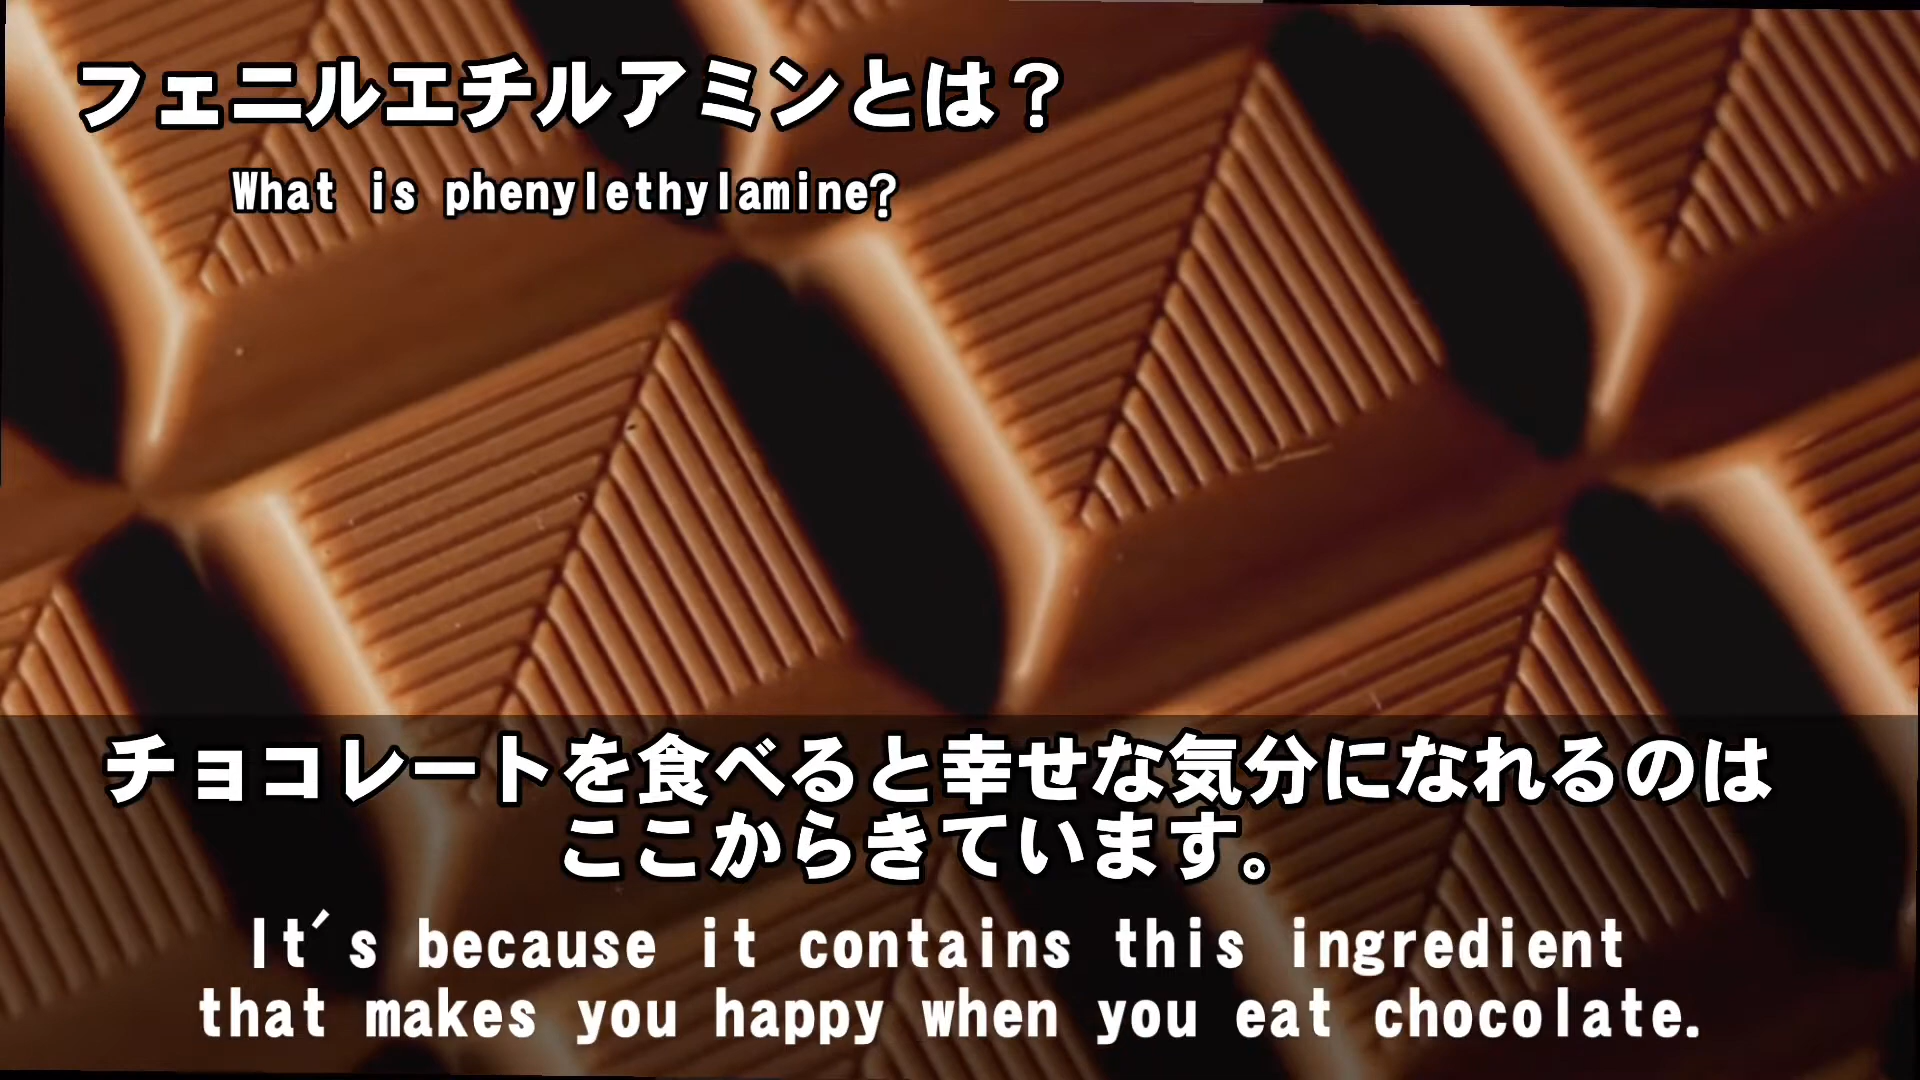 フェニルエチルアミンとは？
What is phenylethylamine?
チョコレートを食べると幸せな気分になれるのは
ここからきています。
It's because it contains this ingredient
that makes you happy when you eat chocolate.